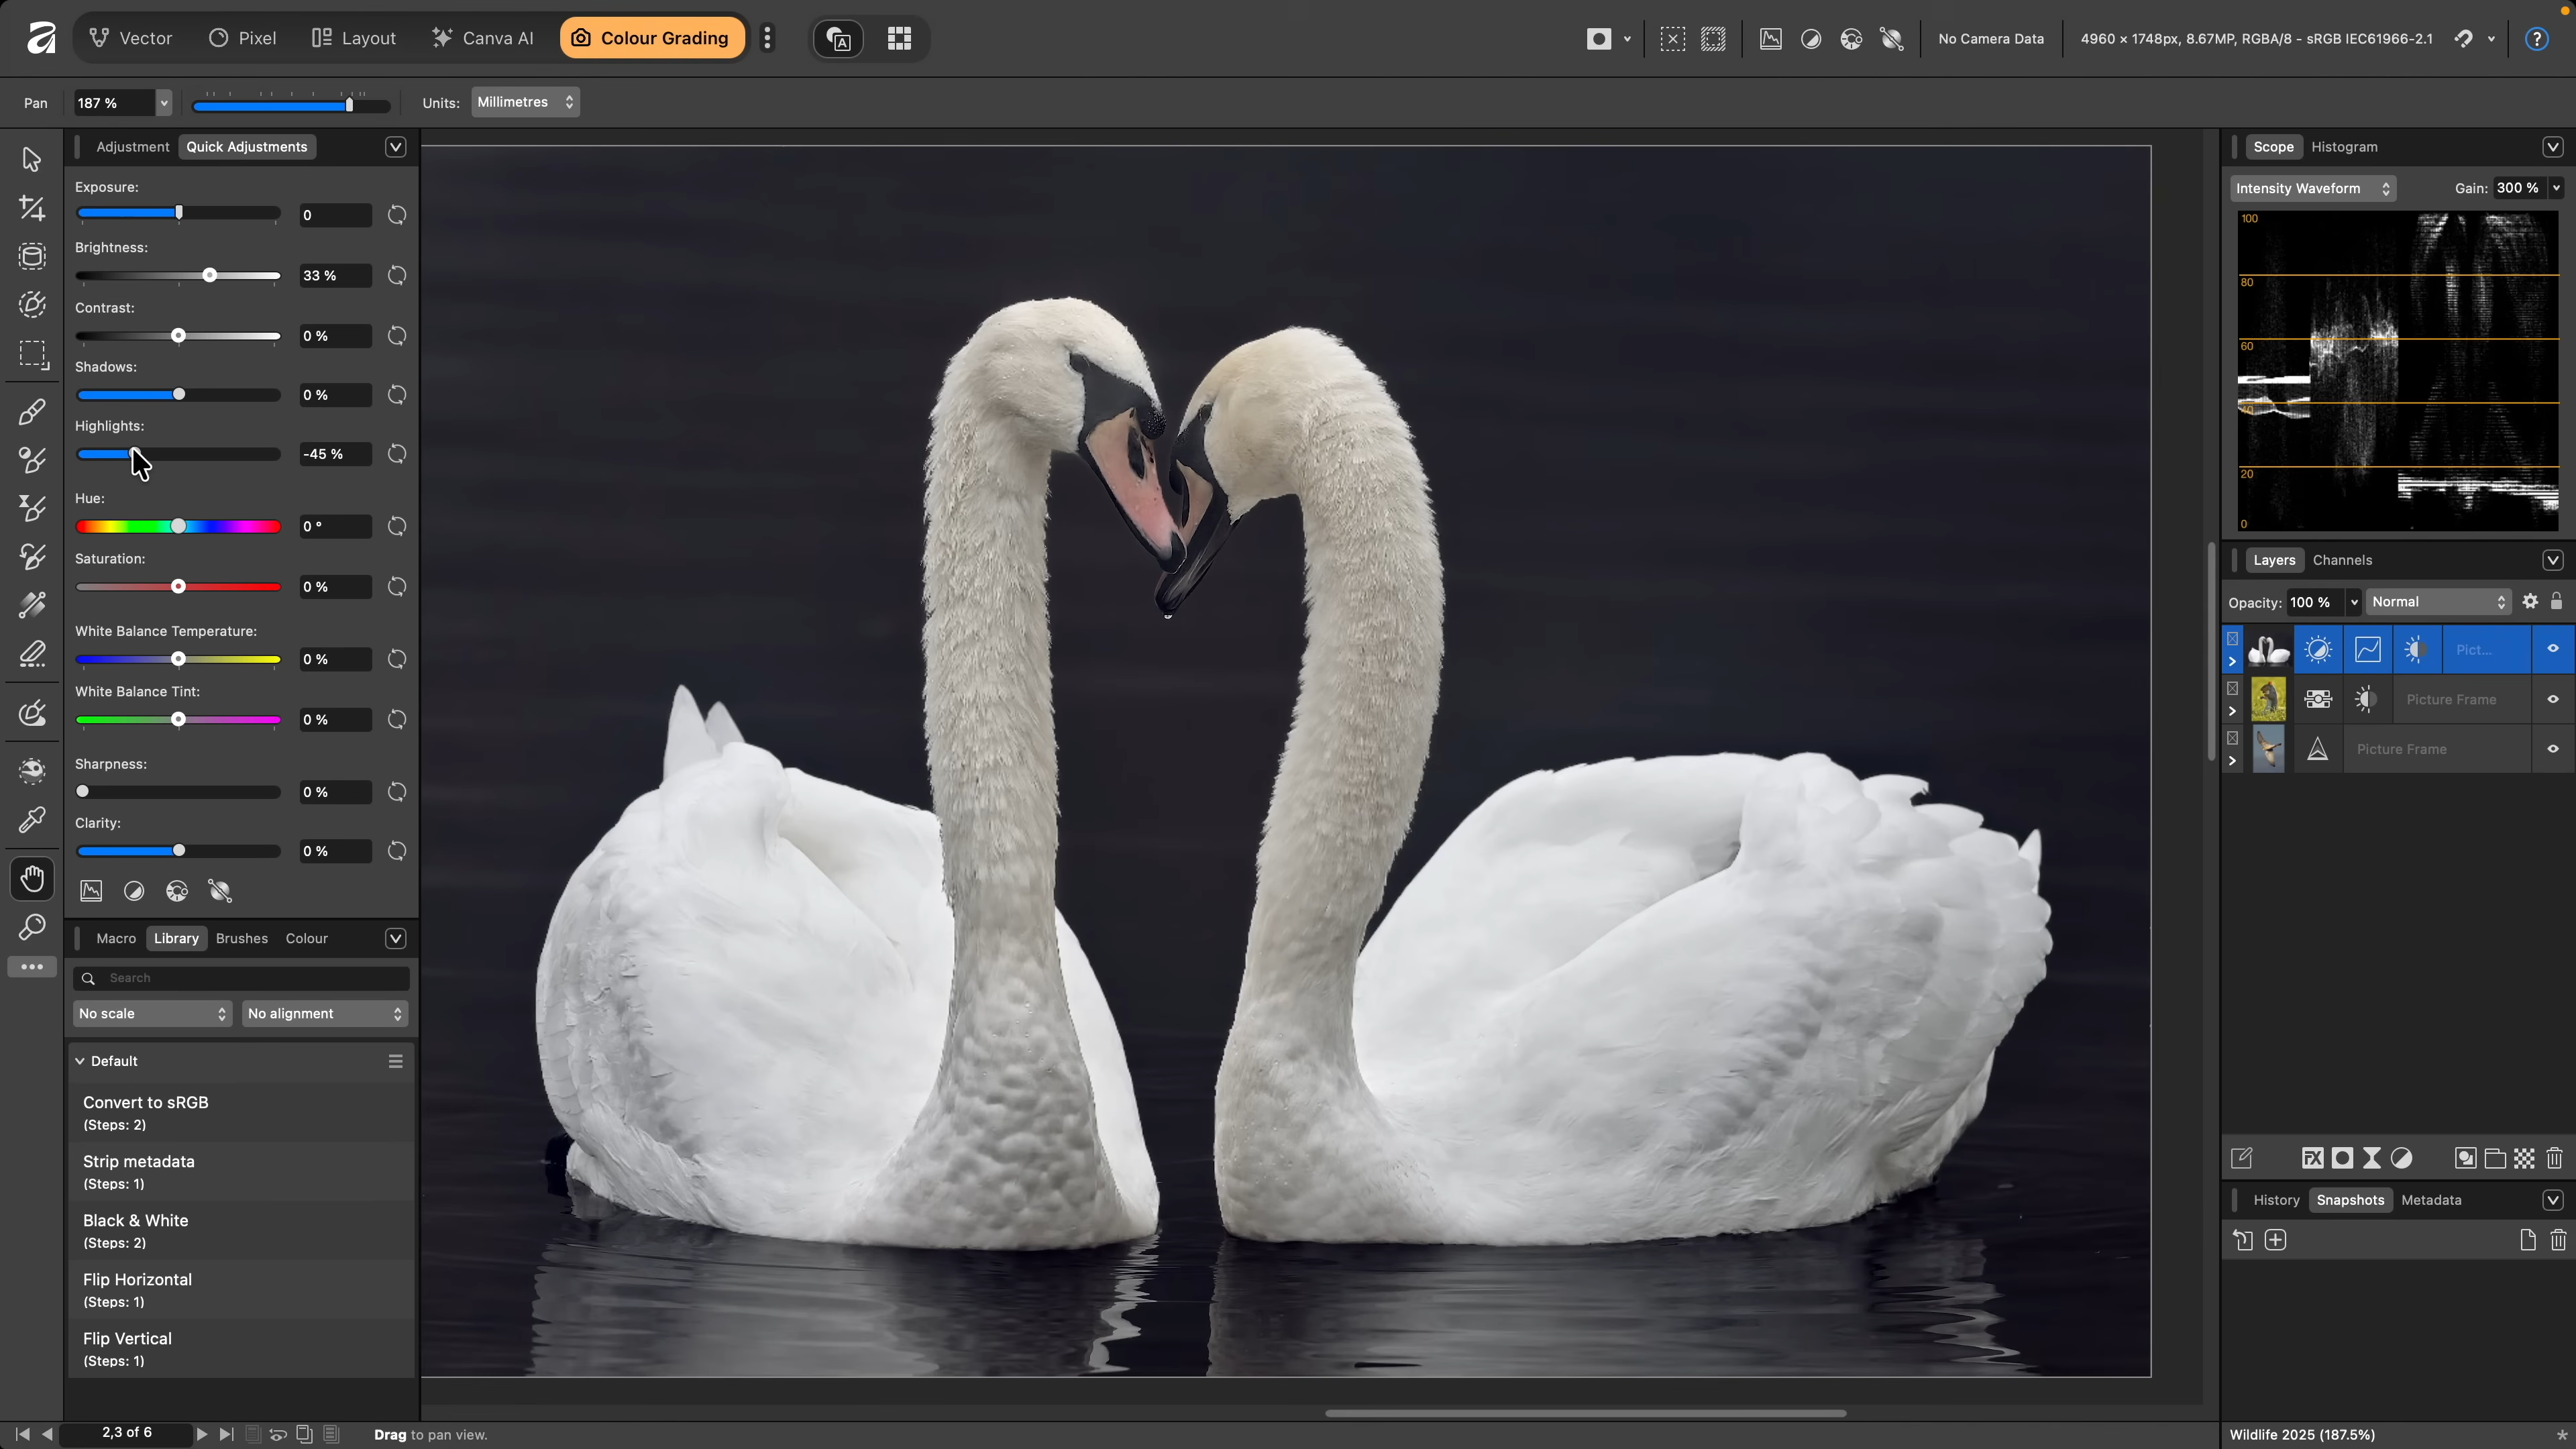 Vector Pixel Layout Canva AI Colour Grading No Camera Data 4960 × 1748px, 8.67MP, RGBA/8 - sRGB IEC61966-2.1 ?
Pan 187 % Units: Millimetres
Adjustment Quick Adjustments
Exposure:
0
Brightness:
33 %
Contrast:
0 %
Shadows:
0 %
Highlights:
-45 %
Hue:
0 °
Saturation:
0 %
White Balance Temperature:
0 %
White Balance Tint:
0 %
Sharpness:
0 %
Clarity:
0 %
Macro Library Brushes Colour
Search
No scale No alignment
Default
Convert to sRGB
(Steps: 2)
Strip metadata
(Steps: 1)
Black & White
(Steps: 2)
Flip Horizontal
(Steps: 1)
Flip Vertical
(Steps: 1)
2,3 of 6 Drag to pan view.
Scope Histogram
Intensity Waveform Gain: 300 %
100
80
60
40
20
0
Layers Channels
Opacity: 100 % Normal
Pict...
Picture Frame
Picture Frame
FX
History Snapshots Metadata
Wildlife 2025 (187.5%) *